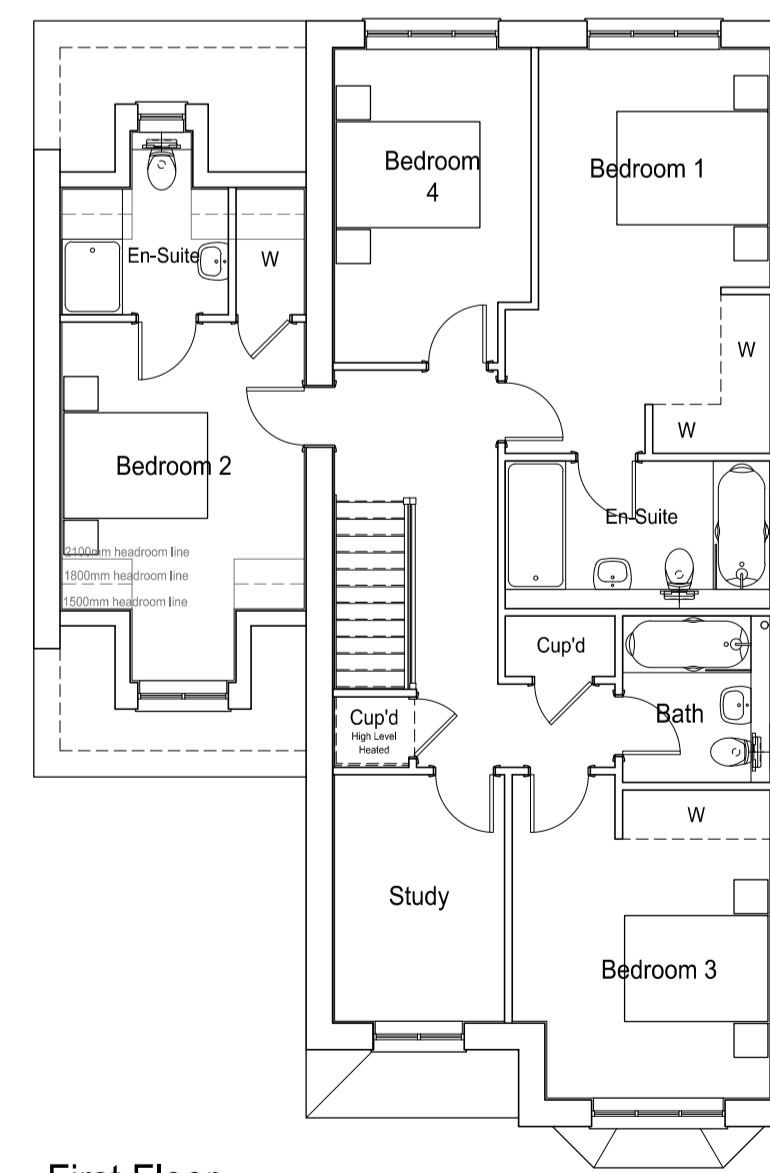 Bedroom
4
Bedroom 1
En-Suite
W
W
W
Bedroom 2
En-Suite
2100mm headroom line
1800mm headroom line
1500mm headroom line
Cup'd
Cup'd
High Level
Heated
Bath
W
Study
Bedroom 3
First Floor